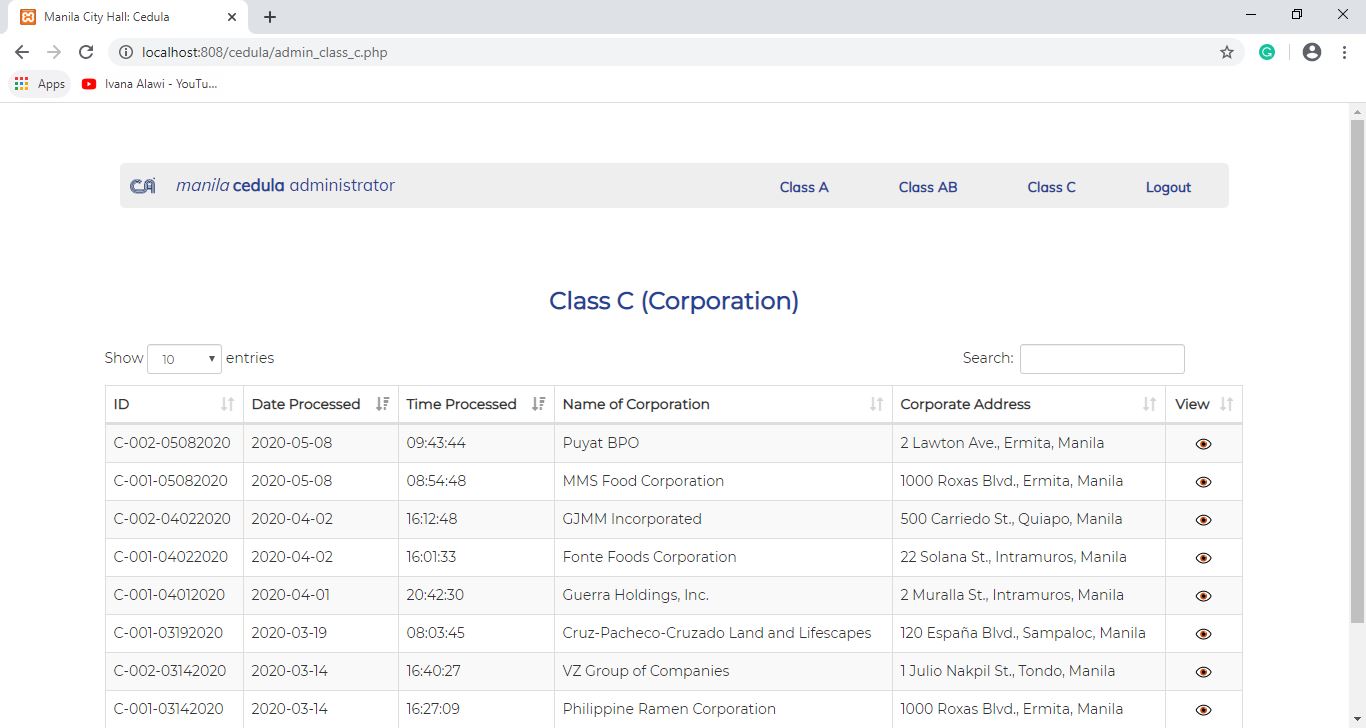 Manila City Hall: Cedula
localhost:808/cedula/admin_class_c.php
Apps Ivana Alawi - YouTu...
CA manila cedula administrator Class A Class AB Class C Logout
Class C (Corporation)
Show 10 entries Search:
ID Date Processed Time Processed Name of Corporation Corporate Address View
C-002-05082020 2020-05-08 09:43:44 Puyat BPO 2 Lawton Ave., Ermita, Manila
C-001-05082020 2020-05-08 08:54:48 MMS Food Corporation 1000 Roxas Blvd., Ermita, Manila
C-002-04022020 2020-04-02 16:12:48 GJMM Incorporated 500 Carriedo St., Quiapo, Manila
C-001-04022020 2020-04-02 16:01:33 Fonte Foods Corporation 22 Solana St., Intramuros, Manila
C-001-04012020 2020-04-01 20:42:30 Guerra Holdings, Inc. 2 Muralla St., Intramuros, Manila
C-001-03192020 2020-03-19 08:03:45 Cruz-Pacheco-Cruzado Land and Lifescapes 120 España Blvd., Sampaloc, Manila
C-002-03142020 2020-03-14 16:40:27 VZ Group of Companies 1 Julio Nakpil St., Tondo, Manila
C-001-03142020 2020-03-14 16:27:09 Philippine Ramen Corporation 1000 Roxas Blvd., Ermita, Manila